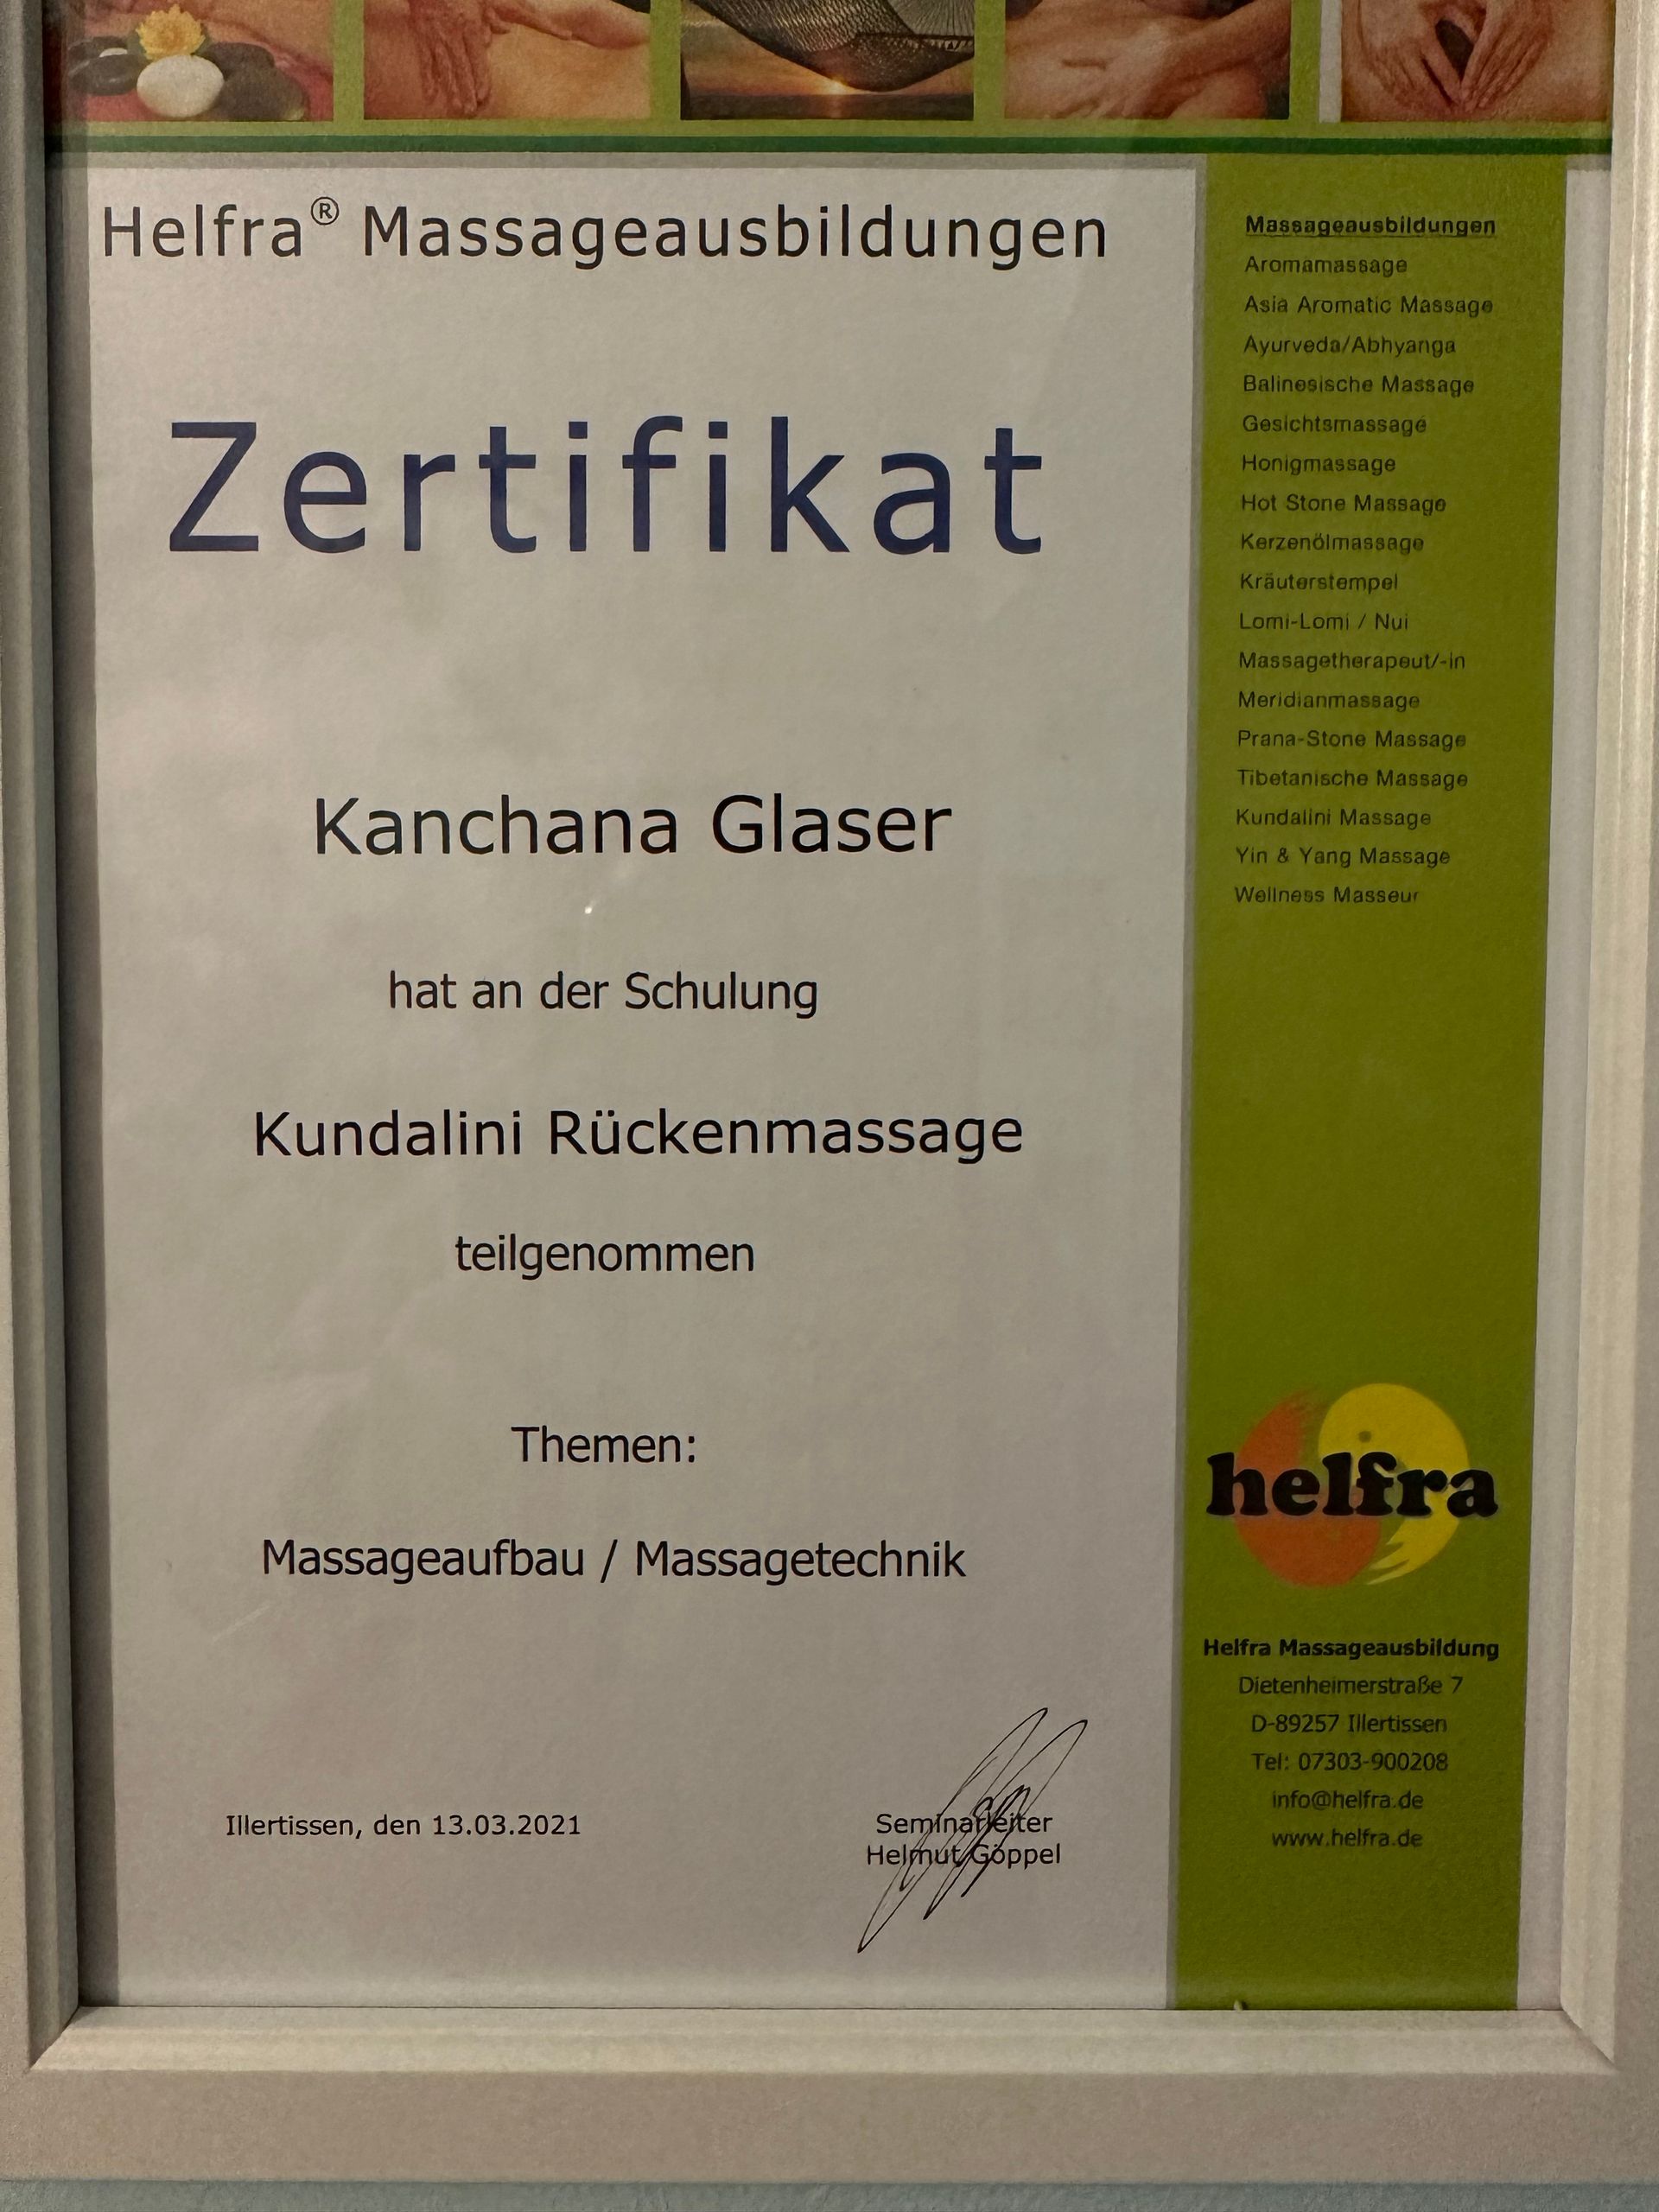 Helfra® Massageausbildungen
Zertifikat
Kanchana Glaser
hat an der Schulung
Kundalini Rückenmassage
teilgenommen
Themen:
Massageaufbau / Massagetechnik
Illertissen, den 13.03.2021
Seminarleiter
Helmut Göppel
Massageausbildungen
Aromamassage
Asia Aromatic Massage
Ayurveda/Abhyanga
Balinesische Massage
Gesichtsmassage
Honigmassage
Hot Stone Massage
Kerzenölmassage
Kräuterstempel
Lomi-Lomi / Nui
Massagetherapeut/-in
Meridianmassage
Prana-Stone Massage
Tibetanische Massage
Kundalini Massage
Yin & Yang Massage
Wellness Masseur
helfra
Helfra Massageausbildung
Dietenheimerstraße 7
D-89257 Illertissen
Tel: 07303-900208
info@helfra.de
www.helfra.de